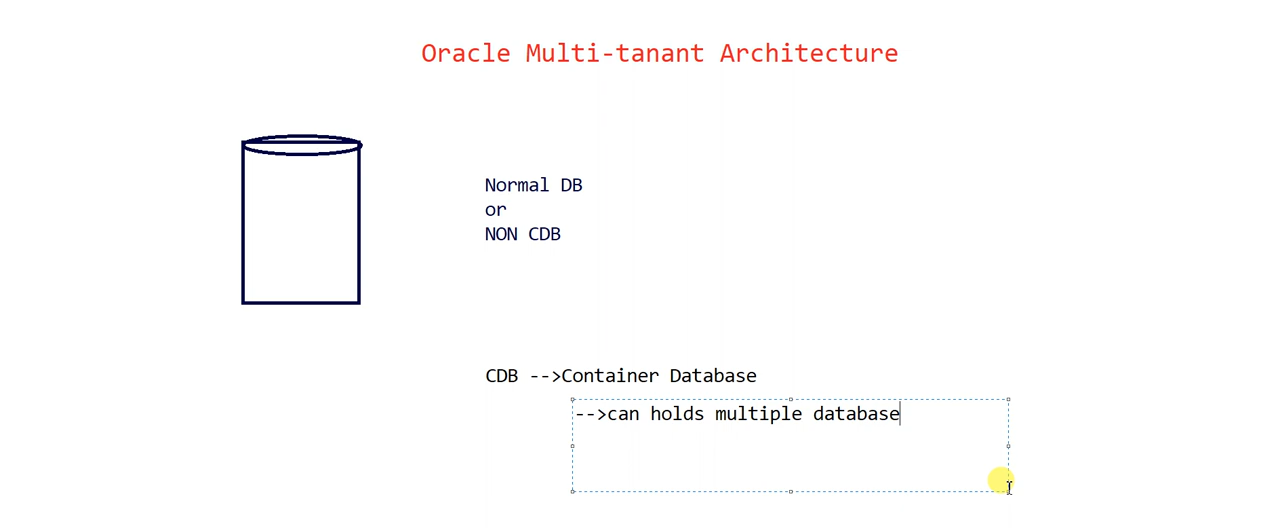 Oracle Multi-tanant Architecture
Normal DB
or
NON CDB
CDB -->Container Database
-->can holds multiple database